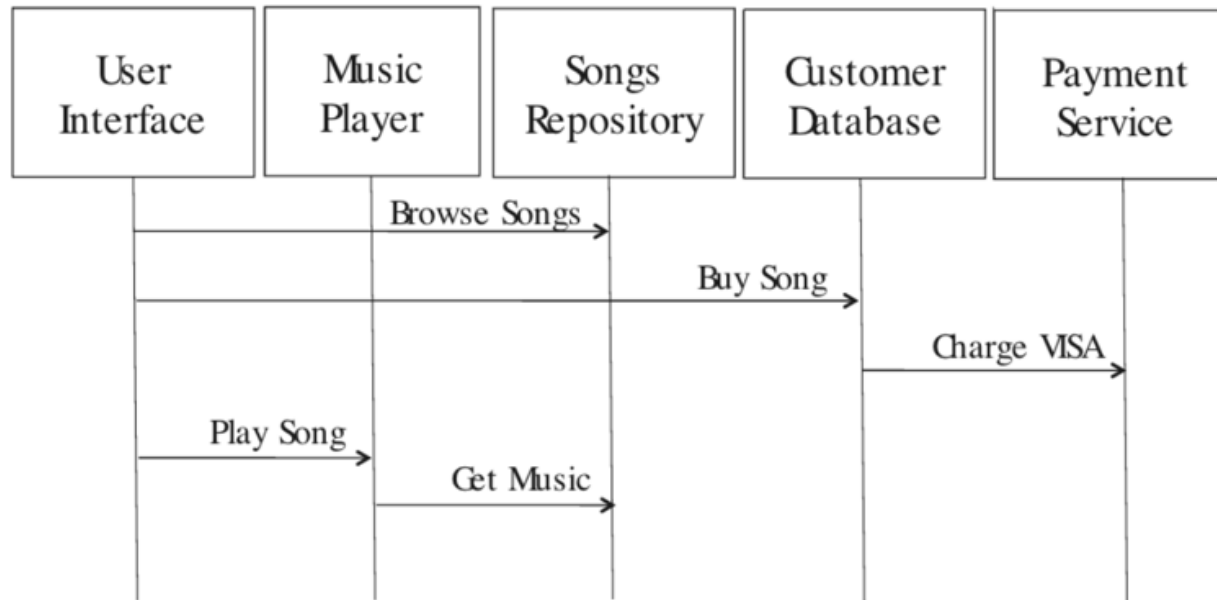 User
Interface
Music
Player
Songs
Repository
Customer
Database
Payment
Service
Browse Songs
Buy Song
Charge VISA
Play Song
Get Music